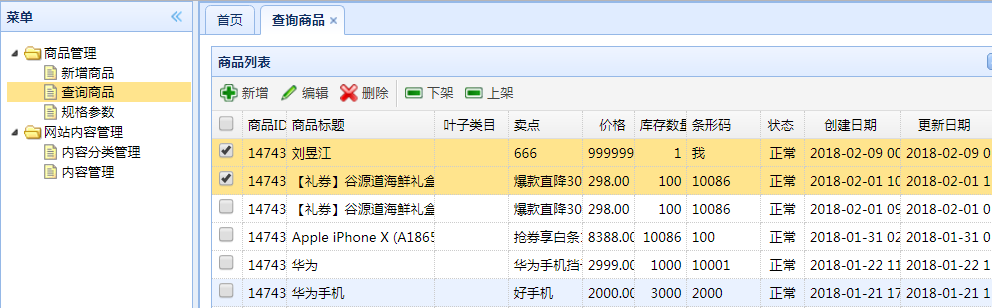 菜单
商品管理
新增商品
查询商品
规格参数
网站内容管理
内容分类管理
内容管理
首页 查询商品
商品列表
新增 编辑 删除 下架 上架
商品ID 商品标题 叶子类目 卖点 价格 库存数量 条形码 状态 创建日期 更新日期
14743 刘昱江 666 999999 1 我 正常 2018-02-09 00 2018-02-09 0
14743 【礼券】谷源道海鲜礼盒 爆款直降30 298.00 100 10086 正常 2018-02-01 10 2018-02-01 1
14743 【礼券】谷源道海鲜礼盒 爆款直降30 298.00 100 10086 正常 2018-02-01 09 2018-02-01 0
14743 Apple iPhone X (A1865 抢券享白条 8388.00 10086 100 正常 2018-01-31 02 2018-01-31 0
14743 华为 华为手机挡 2999.00 1000 10001 正常 2018-01-22 11 2018-01-22 1
14743 华为手机 好手机 2000.00 3000 2000 正常 2018-01-21 17 2018-01-21 1